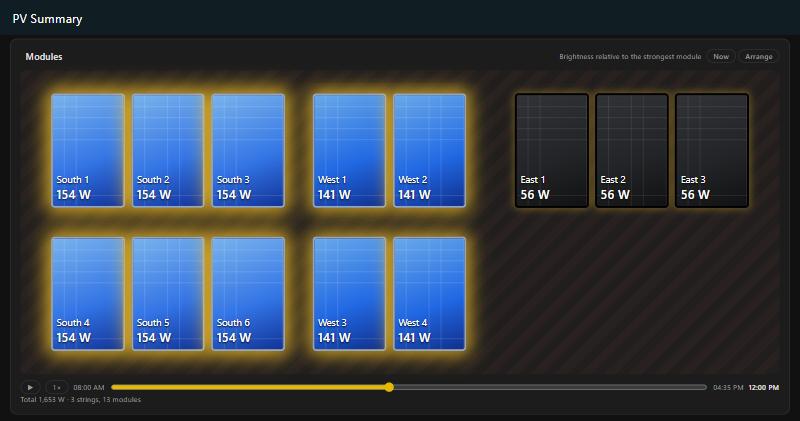 PV Summary
Modules
Brightness relative to the strongest module
Now
Arrange
South 1
154 W
South 2
154 W
South 3
154 W
West 1
141 W
West 2
141 W
East 1
56 W
East 2
56 W
East 3
56 W
South 4
154 W
South 5
154 W
South 6
154 W
West 3
141 W
West 4
141 W
1×
08:00 AM
04:35 PM
12:00 PM
Total 1,653 W · 3 strings, 13 modules